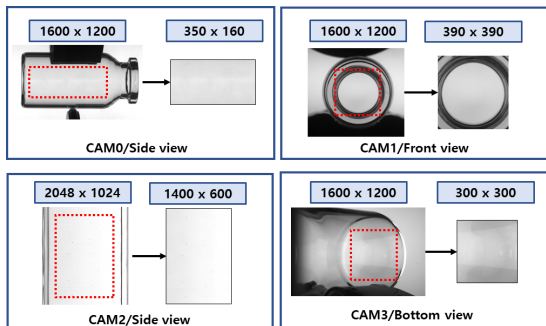 1600 x 1200
350 x 160
CAM0/Side view
1600 x 1200
390 x 390
CAM1/Front view
2048 x 1024
1400 x 600
CAM2/Side view
1600 x 1200
300 x 300
CAM3/Bottom view